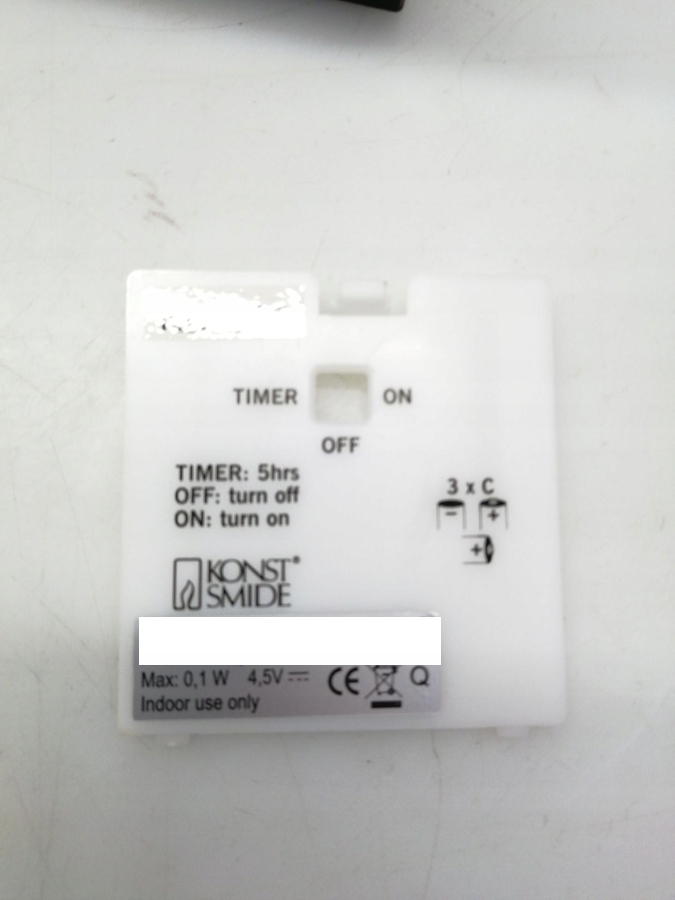 TIMER ON
OFF
TIMER: 5hrs
OFF: turn off
ON: turn on
3 x C
- +
+
KONST®
SMIDE
Max: 0,1 W 4,5V CE Q
Indoor use only